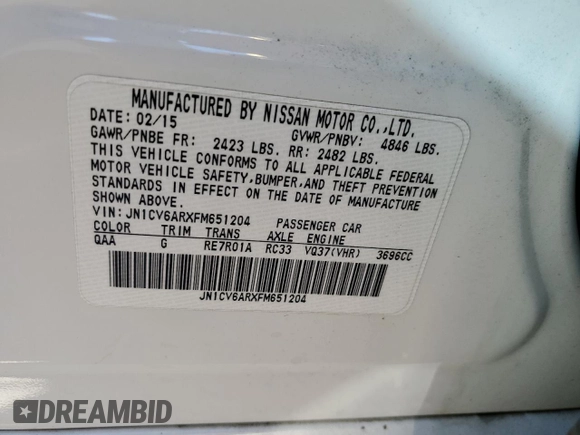 MANUFACTURED BY NISSAN MOTOR CO.,LTD.
DATE: 02/15 GVWR/PNBV: 4846 LBS.
GAWR/PNBE FR: 2423 LBS. RR: 2482 LBS.
THIS VEHICLE CONFORMS TO ALL APPLICABLE FEDERAL
MOTOR VEHICLE SAFETY,BUMPER,AND THEFT PREVENTION
STANDARDS IN EFFECT ON THE DATE OF MANUFACTURE
SHOWN ABOVE.
VIN: JN1CV6ARXFM651204 PASSENGER CAR
COLOR TRIM TRANS AXLE ENGINE
QAA G RE7R01A RC33 VQ37(VHR) 3696CC
JN1CV6ARXFM651204
DREAMBID